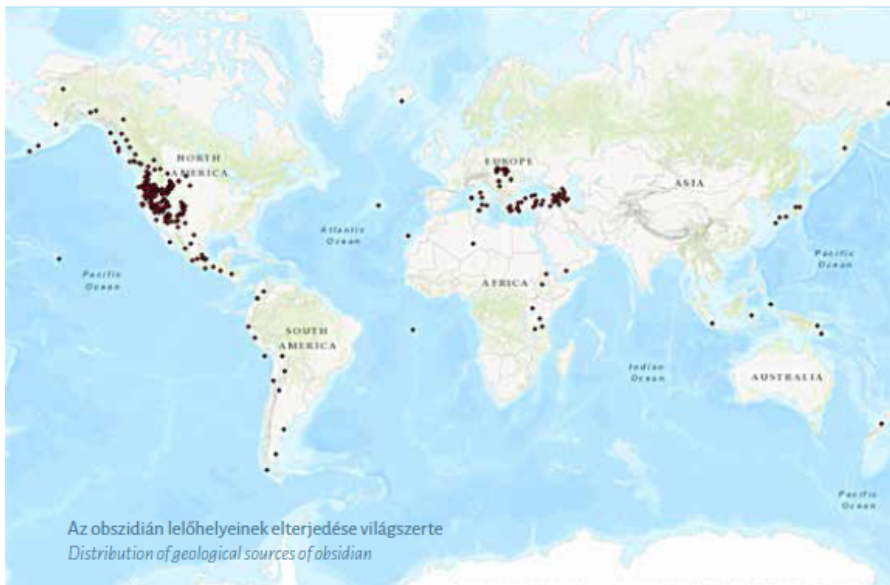 NORTH
AMERICA
EUROPE
ASIA
Atlantic
Ocean
Pacific
Ocean
Pacific
Ocean
AFRICA
SOUTH
AMERICA
Indian
Ocean
AUSTRALIA
Pacific
Ocean
Az obszidián lelőhelyeinek elterjedése világszerte
Distribution of geological sources of obsidian